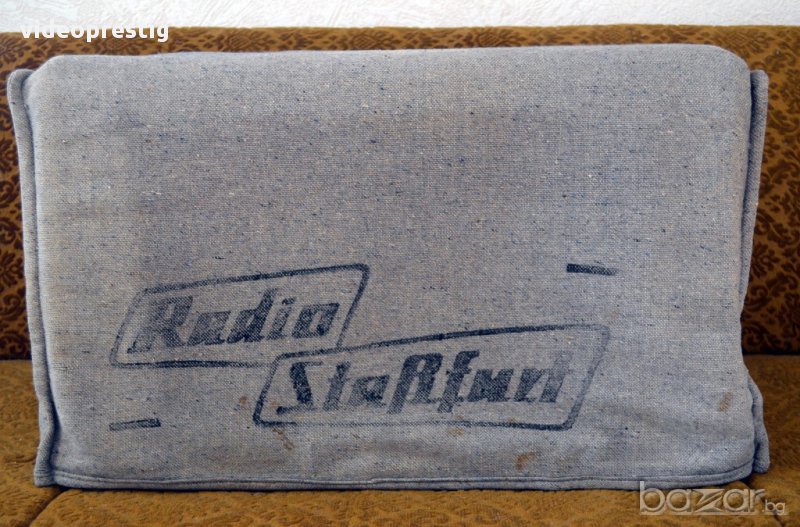 videoprestig
Radio
Staßfurt
bazar.bg